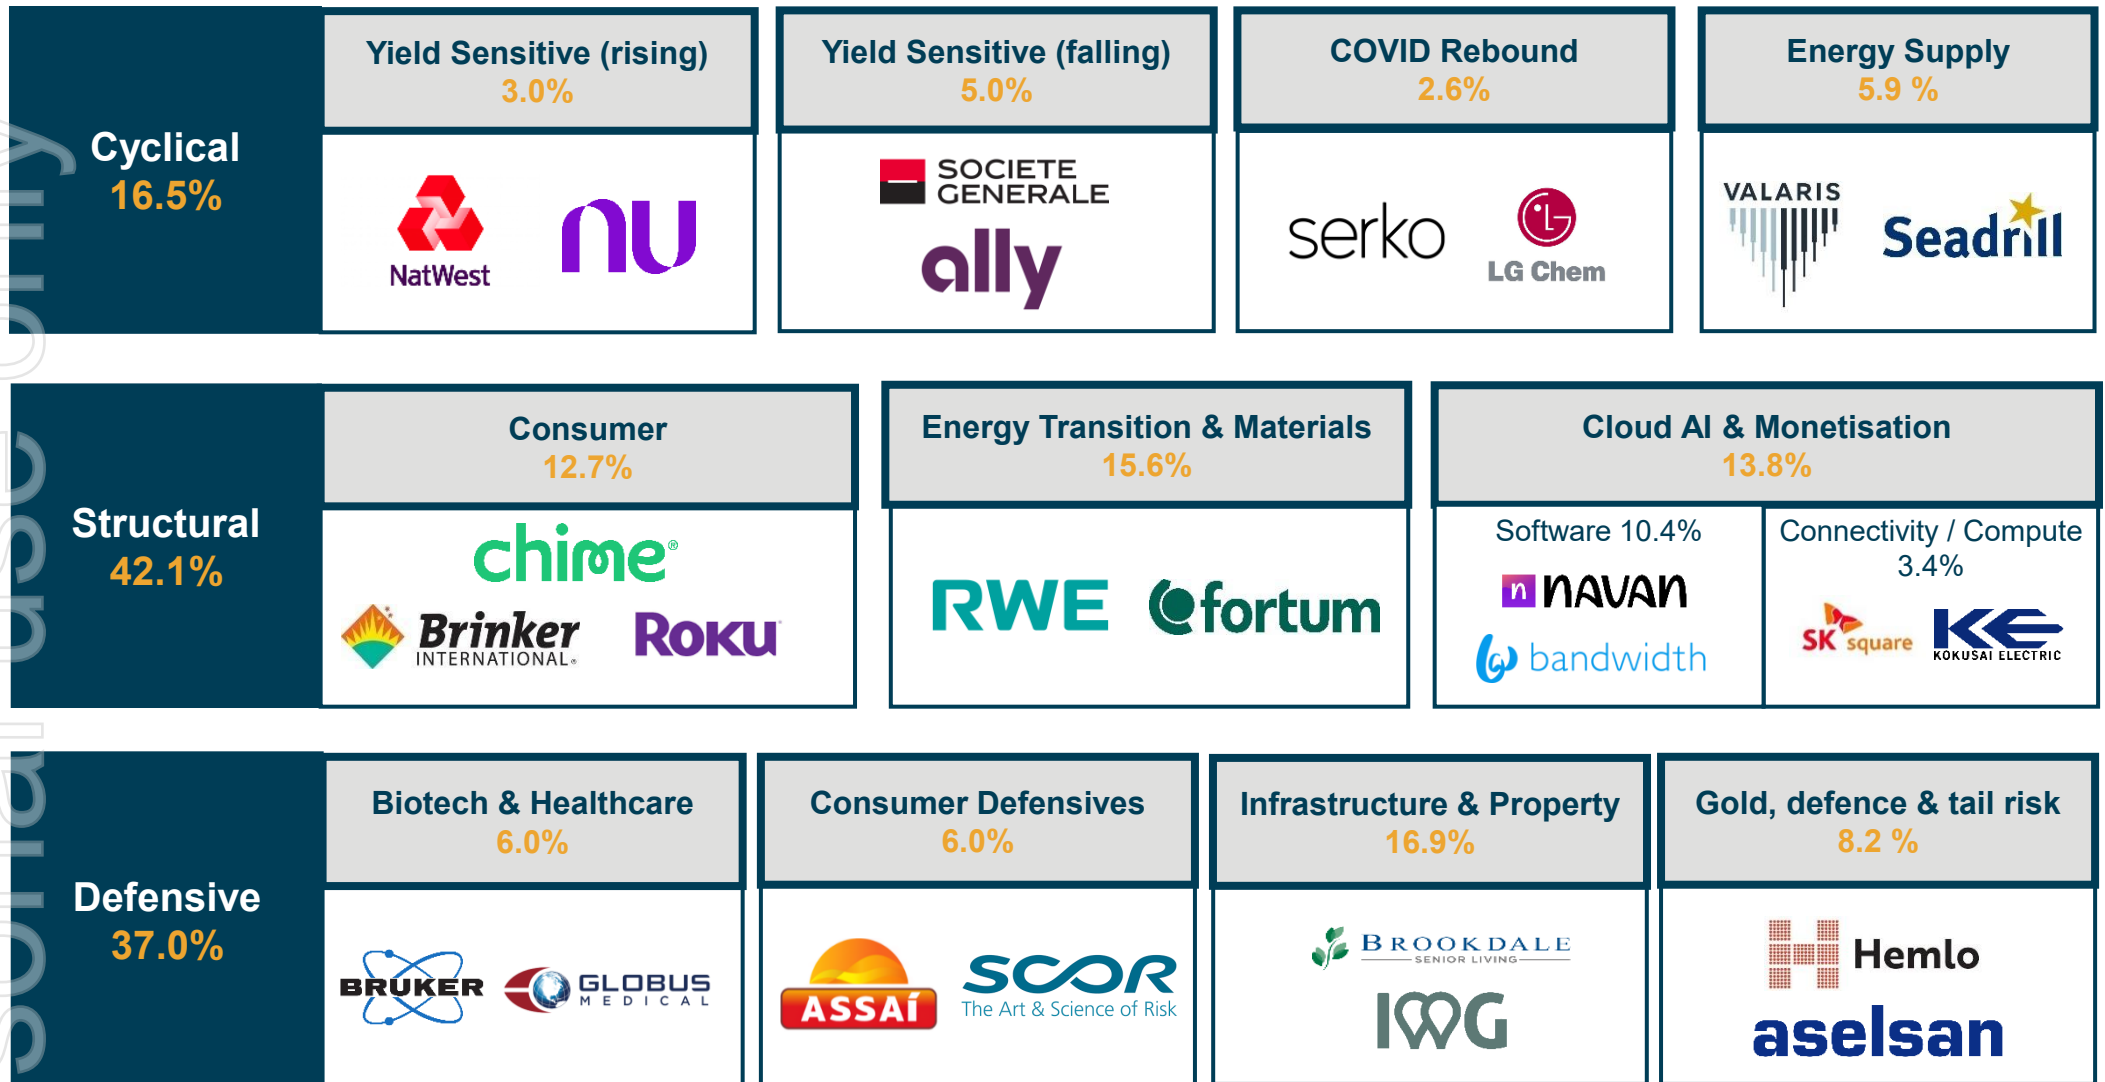 Cyclical
16.5%
Yield Sensitive (rising)
3.0%
NatWest
nu
Yield Sensitive (falling)
5.0%
SOCIETE
GENERALE
ally
COVID Rebound
2.6%
serko
LG
LG Chem
Energy Supply
5.9 %
VALARIS
Seadrill
Structural
42.1%
Consumer
12.7%
chime®
Brinker
INTERNATIONAL®
ROKU
Energy Transition & Materials
15.6%
RWE
fortum
Cloud AI & Monetisation
13.8%
Software 10.4%
n navan
bandwidth
Connectivity / Compute
3.4%
SK square
KE
KOKUSAI ELECTRIC
Defensive
37.0%
Biotech & Healthcare
6.0%
BRUKER
GLOBUS
MEDICAL
Consumer Defensives
6.0%
ASSAÍ
SCOR
The Art & Science of Risk
Infrastructure & Property
16.9%
BROOKDALE
SENIOR LIVING
IWG
Gold, defence & tail risk
8.2 %
Hemlo
aselsan
sonal use only